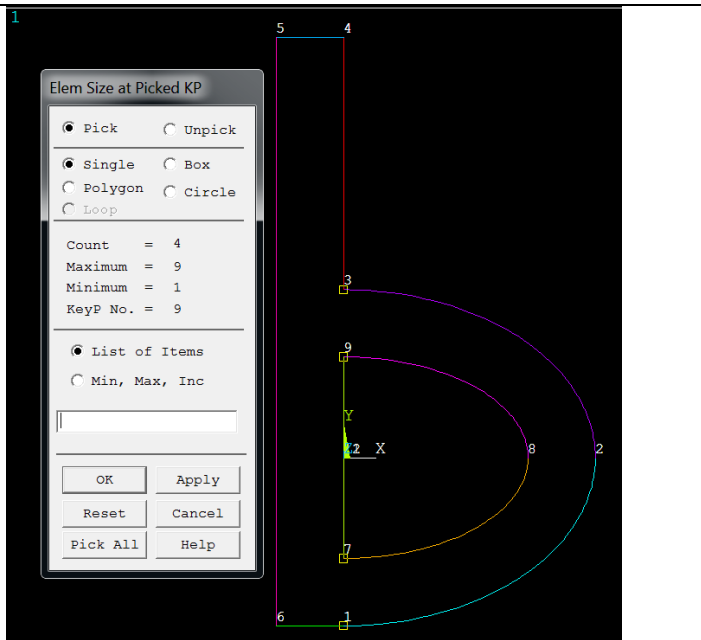 1
5 4
Elem Size at Picked KP
Pick Unpick
Single Box
Polygon Circle
Loop
Count = 4
Maximum = 9
Minimum = 1
KeyP No. = 9
List of Items
Min, Max, Inc
OK Apply
Reset Cancel
Pick All Help
3
9
Y
X 8 2
7
6 1